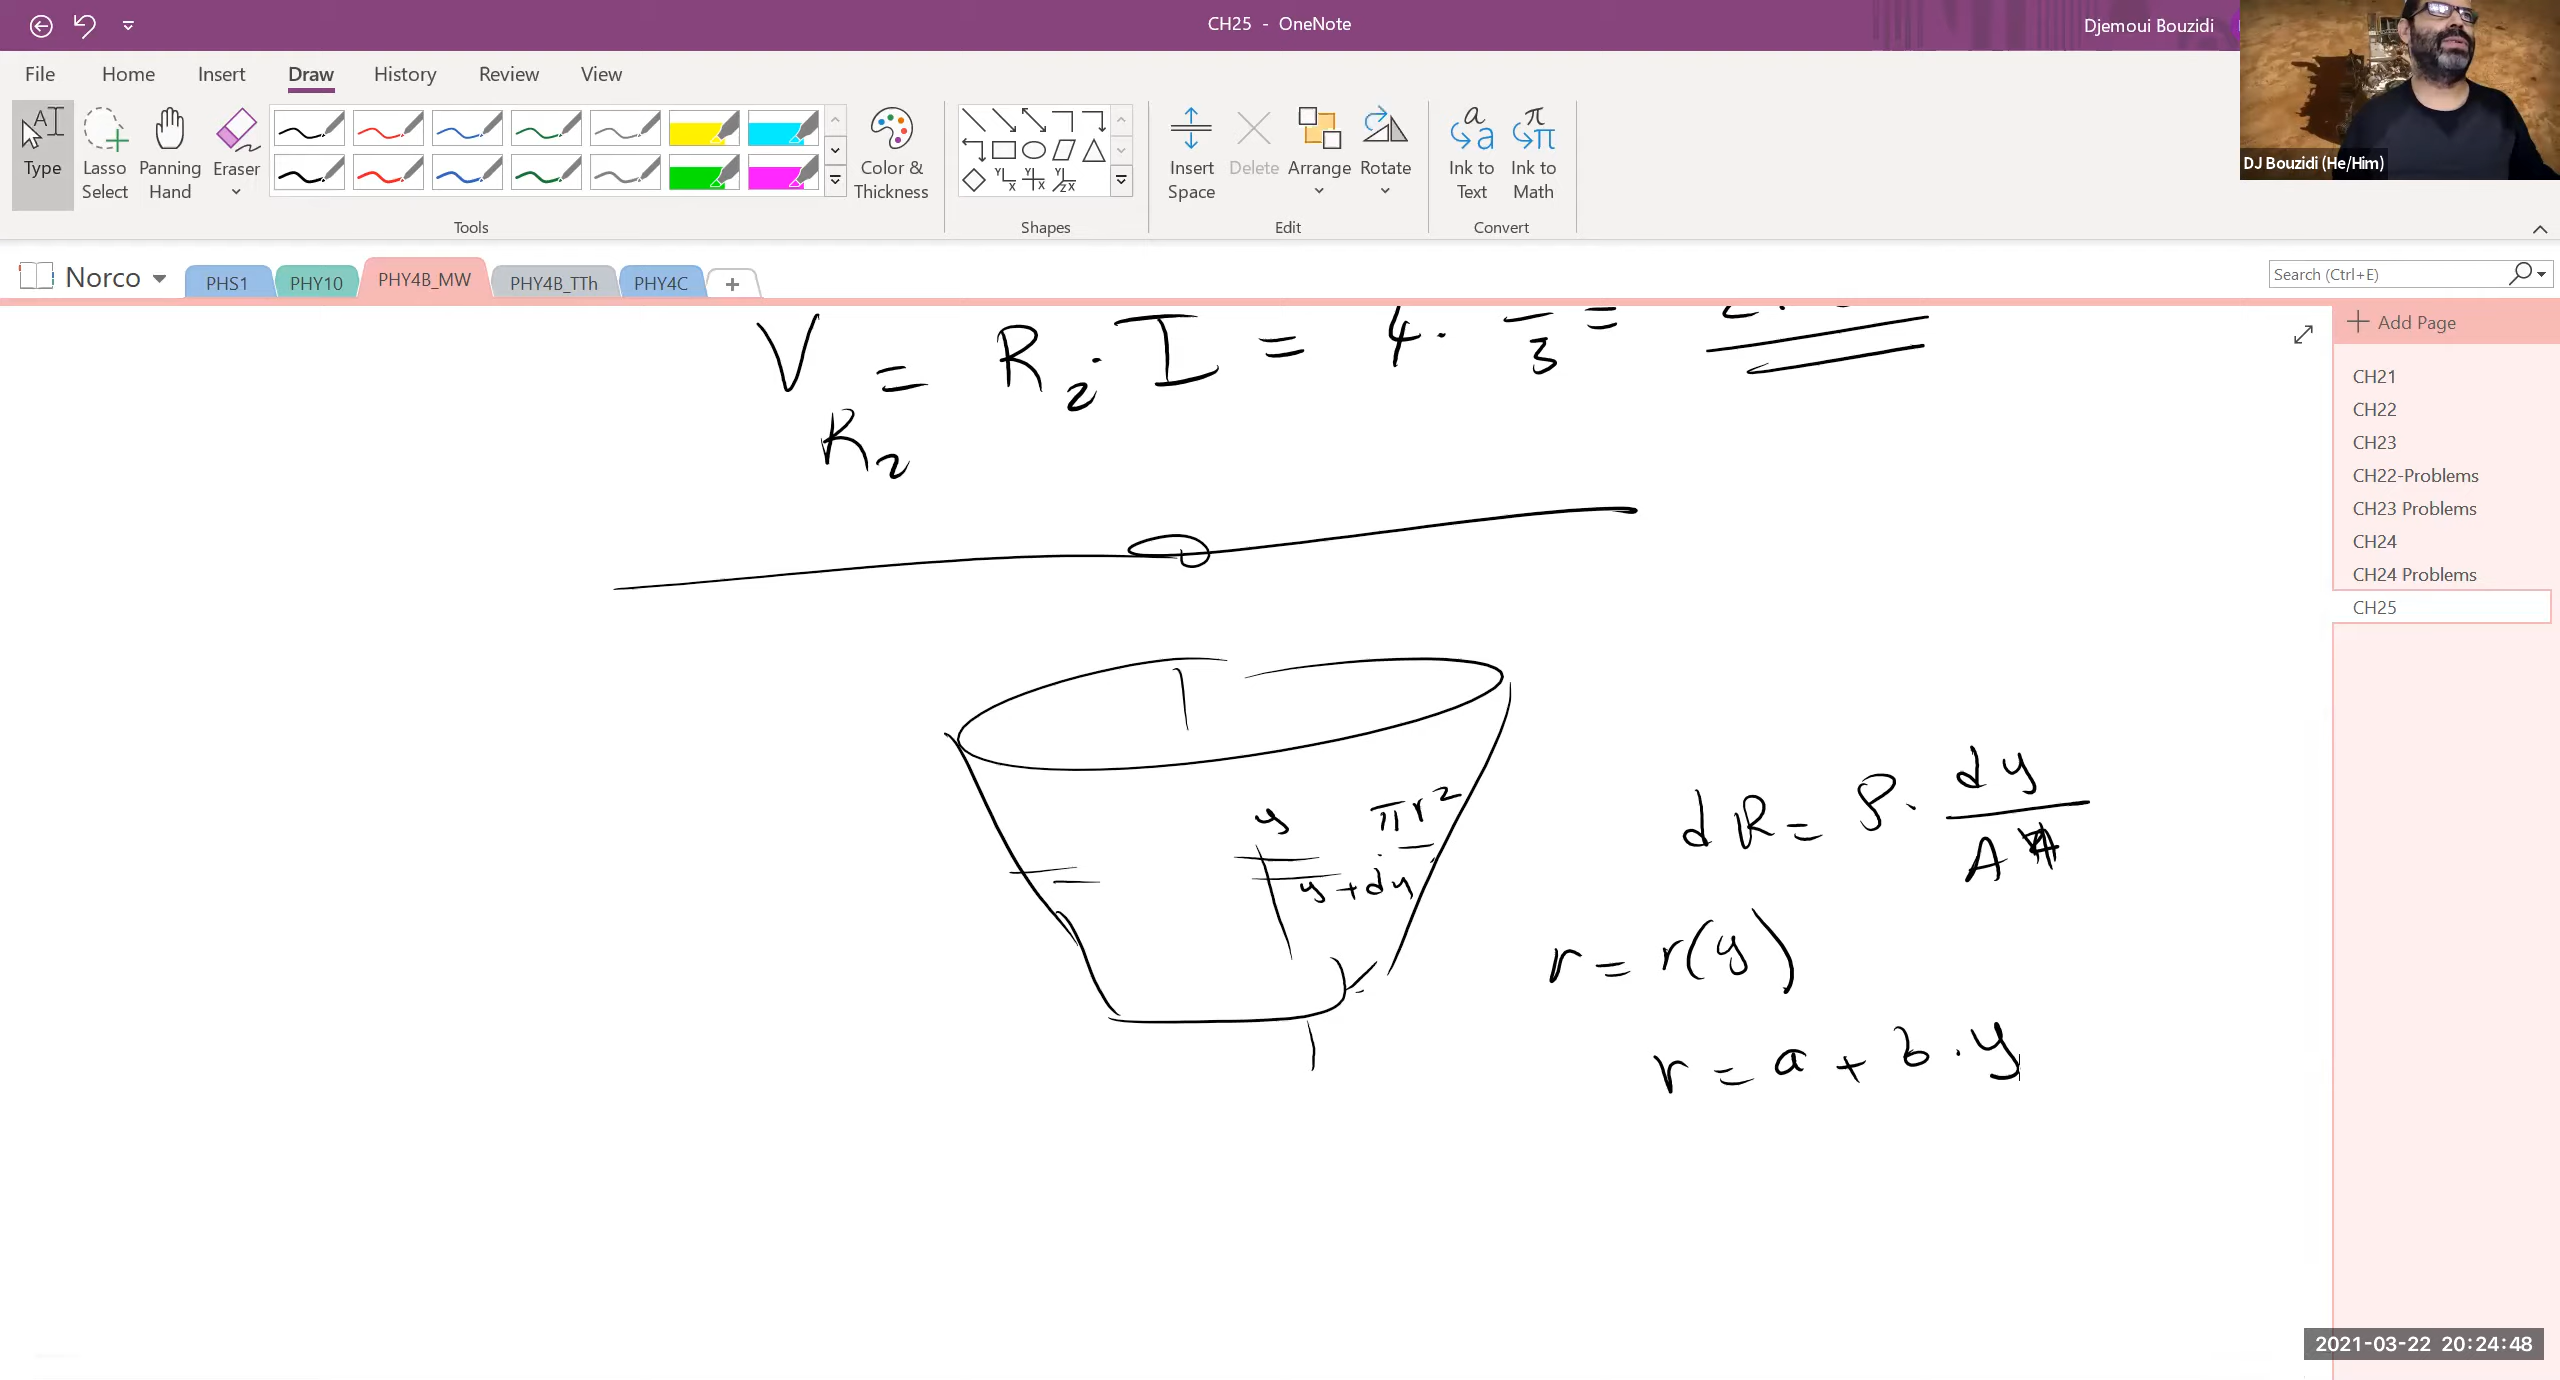 CH25 - OneNote
Djemoui Bouzidi
File Home Insert Draw History Review View
Type
Lasso Select
Panning Hand
Eraser
Color & Thickness
Insert Space
Delete
Arrange
Rotate
Ink to Text
Ink to Math
Tools
Shapes
Edit
Convert
DJ Bouzidi (He/Him)
Norco
PHS1
PHY10
PHY4B_MW
PHY4B_TTh
PHY4C
Search (Ctrl+E)
Add Page
CH21
CH22
CH23
CH22-Problems
CH23 Problems
CH24
CH24 Problems
CH25
V_R₂ = R₂ · I = 4 · /3 =
y
πr²
y + dy
dR = ρ · dy/A
r = r(y)
r = a + b · y
2021-03-22 20:24:48